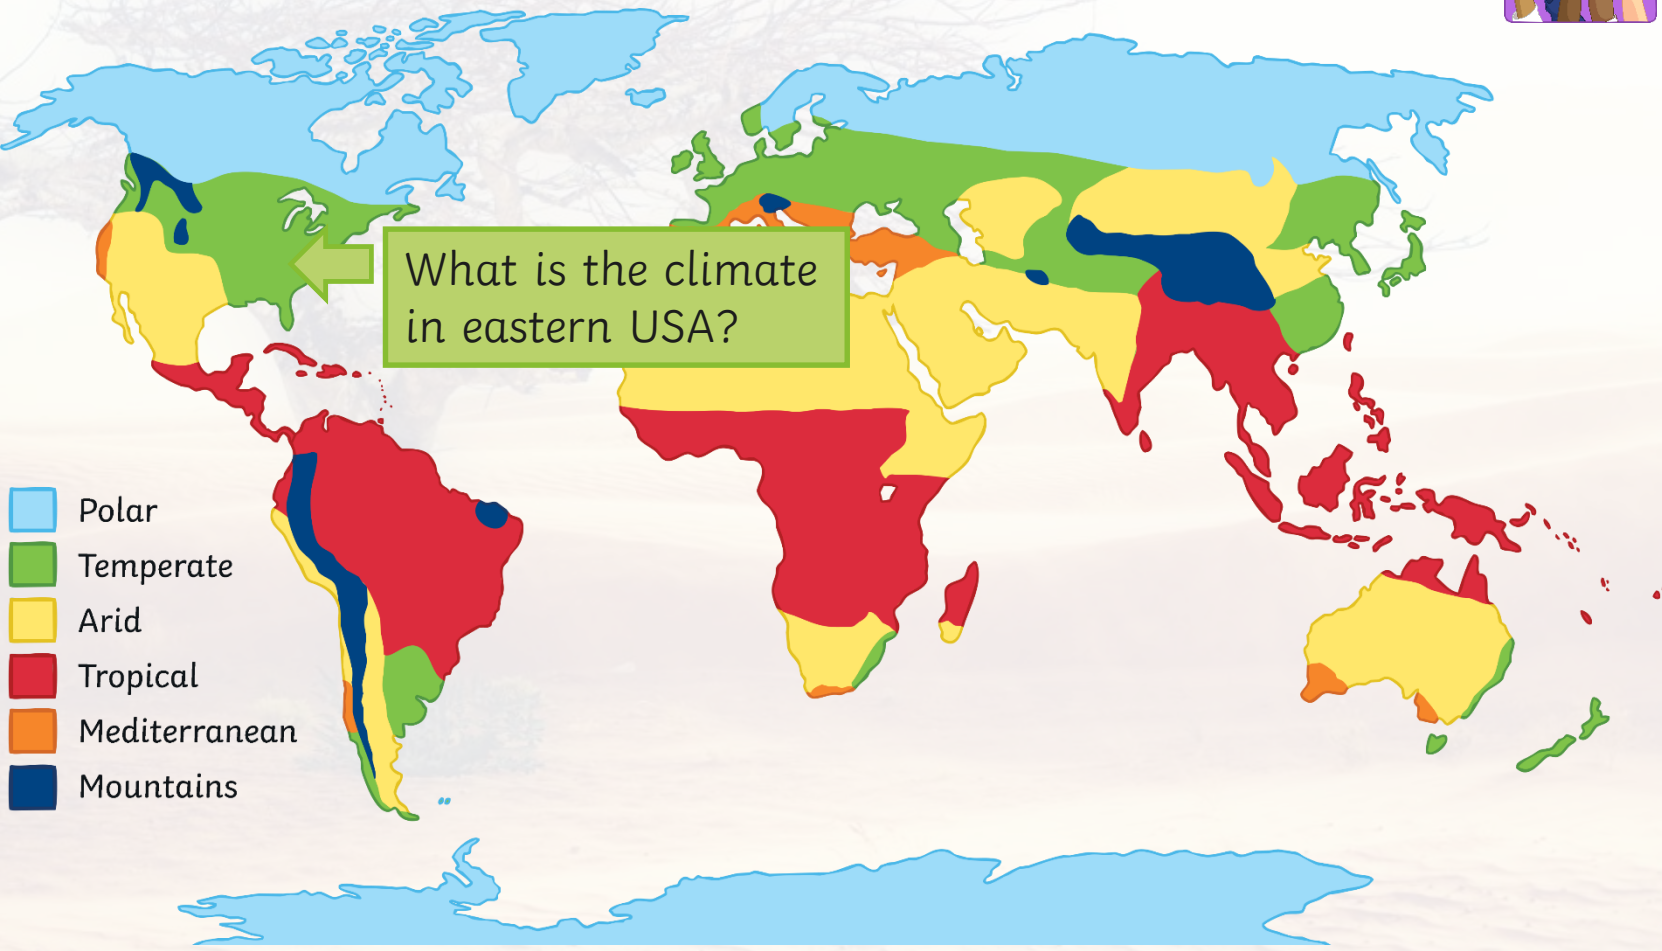 What is the climate
in eastern USA?
Polar
Temperate
Arid
Tropical
Mediterranean
Mountains